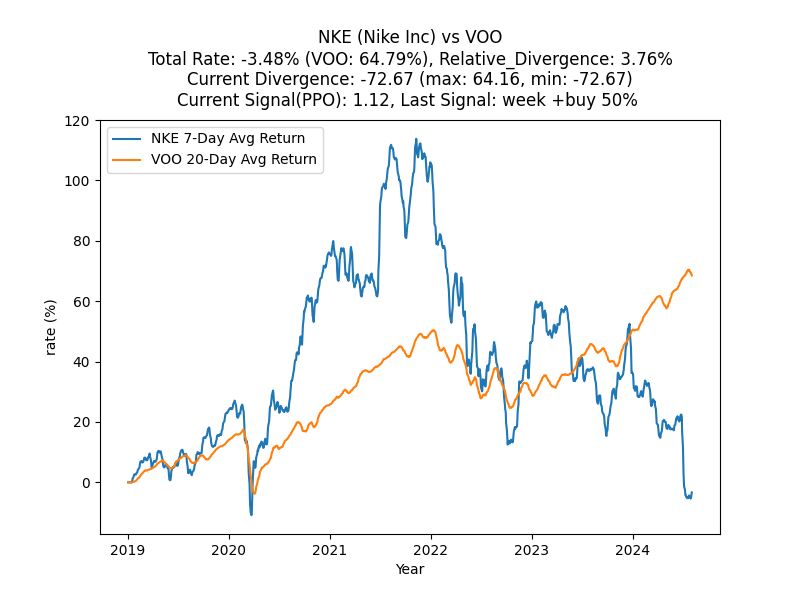 NKE (Nike Inc) vs VOO
Total Rate: -3.48% (VOO: 64.79%), Relative_Divergence: 3.76%
Current Divergence: -72.67 (max: 64.16, min: -72.67)
Current Signal(PPO): 1.12, Last Signal: week +buy 50%
NKE 7-Day Avg Return
VOO 20-Day Avg Return
rate (%)
120
100
80
60
40
20
0
2019
2020
2021
2022
2023
2024
Year